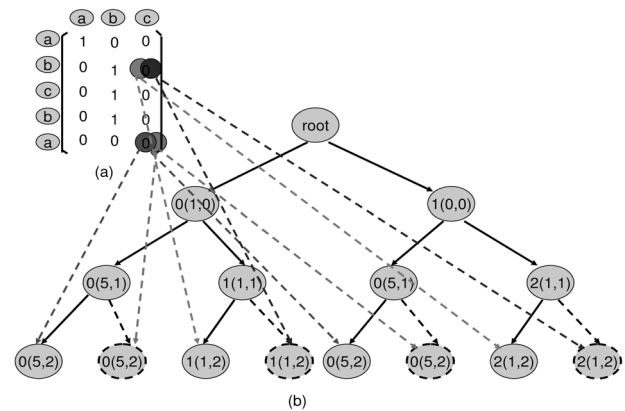 a b c
a 1 0 0
b 0 1 0
c 0 1 0
b 0 1 0
a 0 0 0
(a)
root
0(1,0) 1(0,0)
0(5,1) 1(1,1) 0(5,1) 2(1,1)
0(5,2) 0(5,2) 1(1,2) 1(1,2) 0(5,2) 0(5,2) 2(1,2) 2(1,2)
(b)